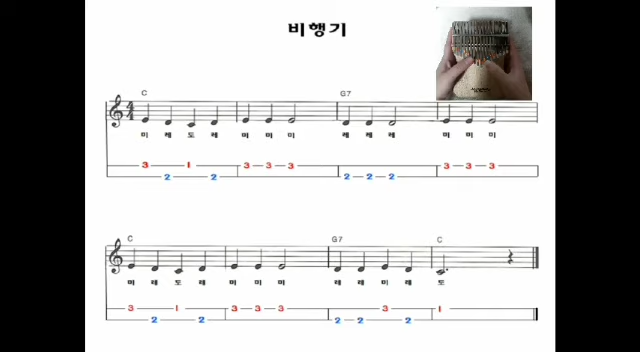 비행기
C G7
미 레 도 레 미 미 미 레 레 레 미 미 미
3 1 3 3 3 3 3 3
2 2 2 2 2
C G7 C
미 레 도 레 미 미 미 레 레 미 레 도
3 1 3 3 3 3 1
2 2 2 2 2